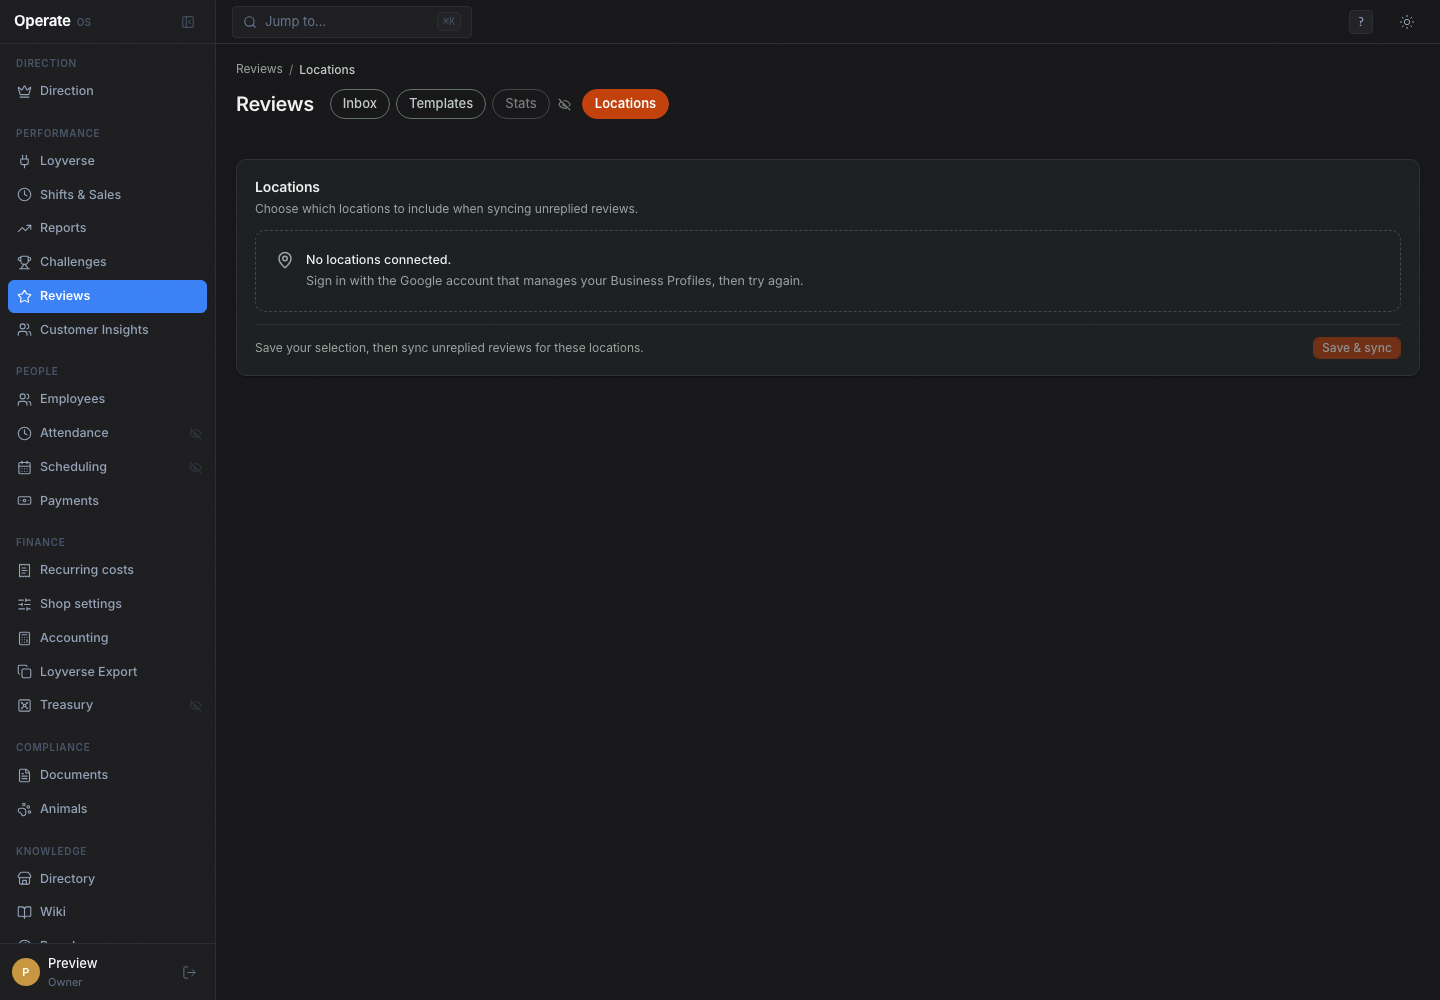 Operate OS
Jump to...
⌘K
?
DIRECTION
Direction
PERFORMANCE
Loyverse
Shifts & Sales
Reports
Challenges
Reviews
Customer Insights
PEOPLE
Employees
Attendance
Scheduling
Payments
FINANCE
Recurring costs
Shop settings
Accounting
Loyverse Export
Treasury
COMPLIANCE
Documents
Animals
KNOWLEDGE
Directory
Wiki
P
Preview
Owner
Reviews / Locations
Reviews
Inbox
Templates
Stats
Locations
Locations
Choose which locations to include when syncing unreplied reviews.
No locations connected.
Sign in with the Google account that manages your Business Profiles, then try again.
Save your selection, then sync unreplied reviews for these locations.
Save & sync